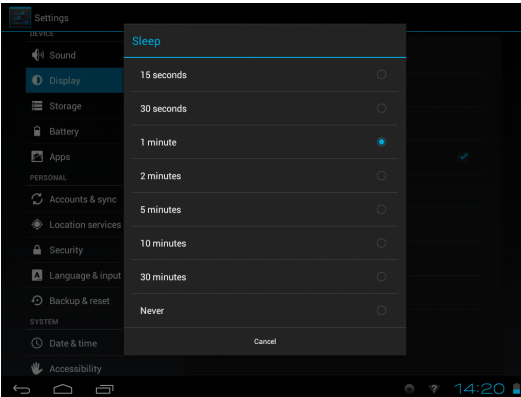 Settings
DEVICE
Sound
Display
Storage
Battery
Apps
PERSONAL
Accounts & sync
Location services
Security
Language & input
Backup & reset
SYSTEM
Date & time
Accessibility
Sleep
15 seconds
30 seconds
1 minute
2 minutes
5 minutes
10 minutes
30 minutes
Never
Cancel
14:20